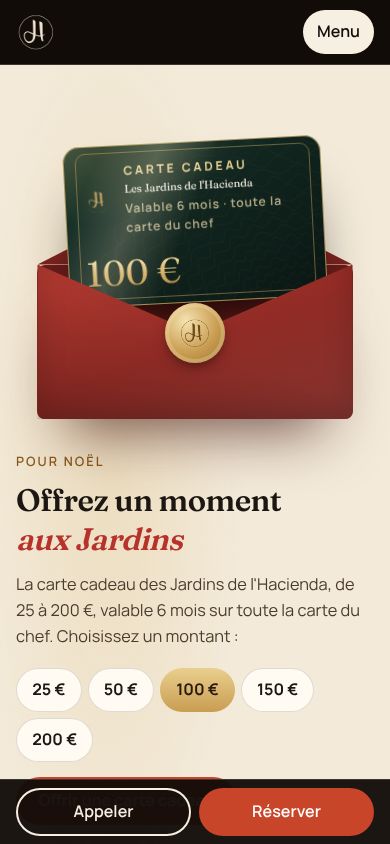 Menu
CARTE CADEAU
Les Jardins de l'Hacienda
Valable 6 mois · toute la
carte du chef
100 €
POUR NOËL
Offrez un moment
aux Jardins
La carte cadeau des Jardins de l'Hacienda, de
25 à 200 €, valable 6 mois sur toute la carte du
chef. Choisissez un montant :
25 €
50 €
100 €
150 €
200 €
Appeler
Réserver